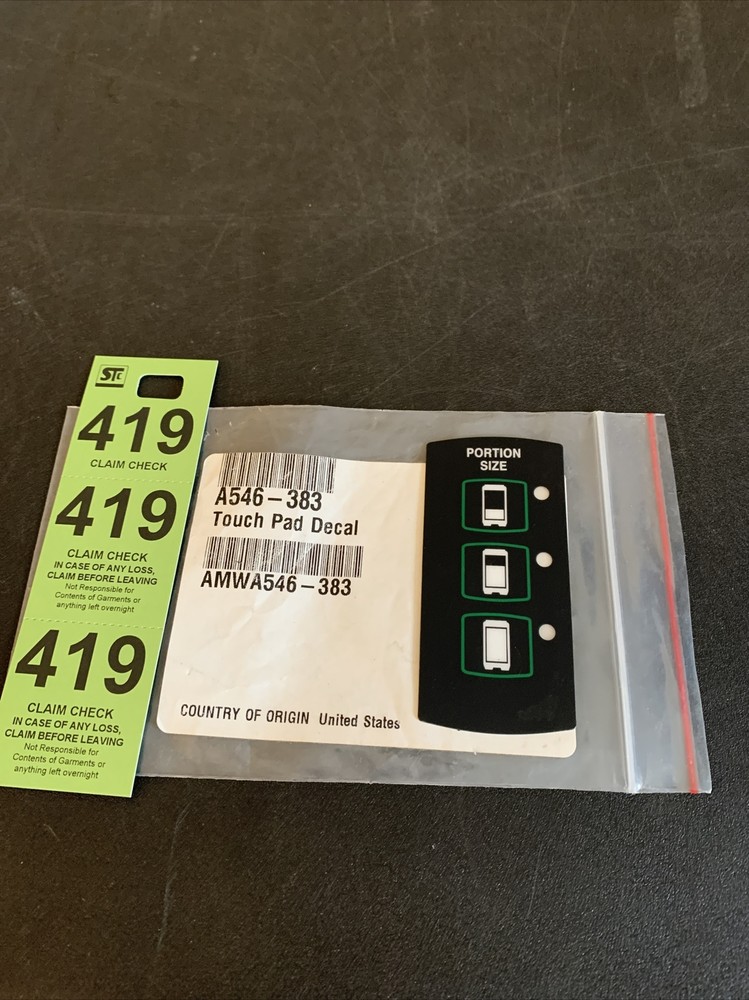 STC
419
CLAIM CHECK
419
CLAIM CHECK
IN CASE OF ANY LOSS,
CLAIM BEFORE LEAVING
Not Responsible for
Contents of Garments or
anything left overnight
419
CLAIM CHECK
IN CASE OF ANY LOSS,
CLAIM BEFORE LEAVING
Not Responsible for
Contents of Garments or
anything left overnight
A546-383
Touch Pad Decal
AMWA546-383
COUNTRY OF ORIGIN United States
PORTION
SIZE